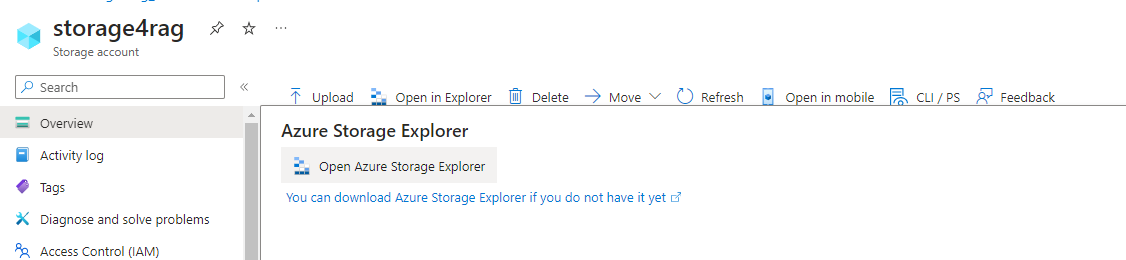 storage4rag
Storage account
Search
Upload Open in Explorer Delete Move Refresh Open in mobile CLI / PS Feedback
Overview
Activity log
Tags
Diagnose and solve problems
Access Control (IAM)
Azure Storage Explorer
Open Azure Storage Explorer
You can download Azure Storage Explorer if you do not have it yet